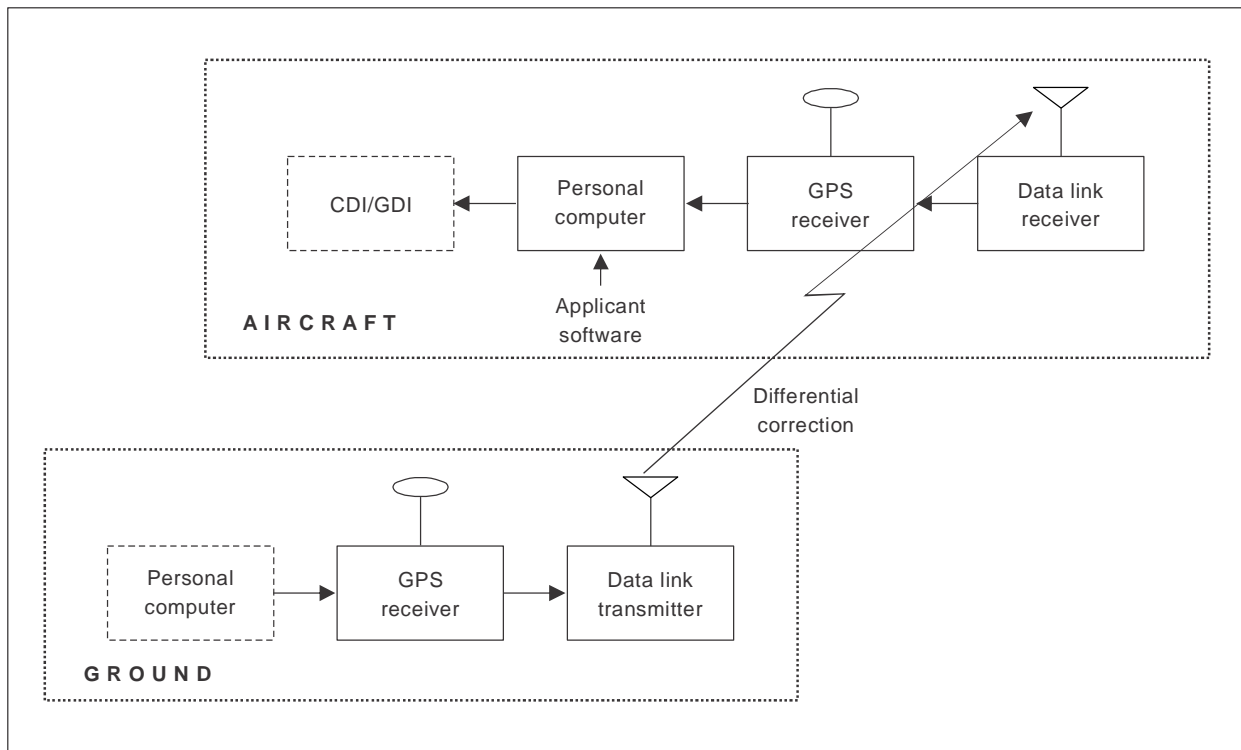 CDI/GDI
Personal
computer
GPS
receiver
Data link
receiver
Applicant
software
AIRCRAFT
Differential
correction
Personal
computer
GPS
receiver
Data link
transmitter
GROUND